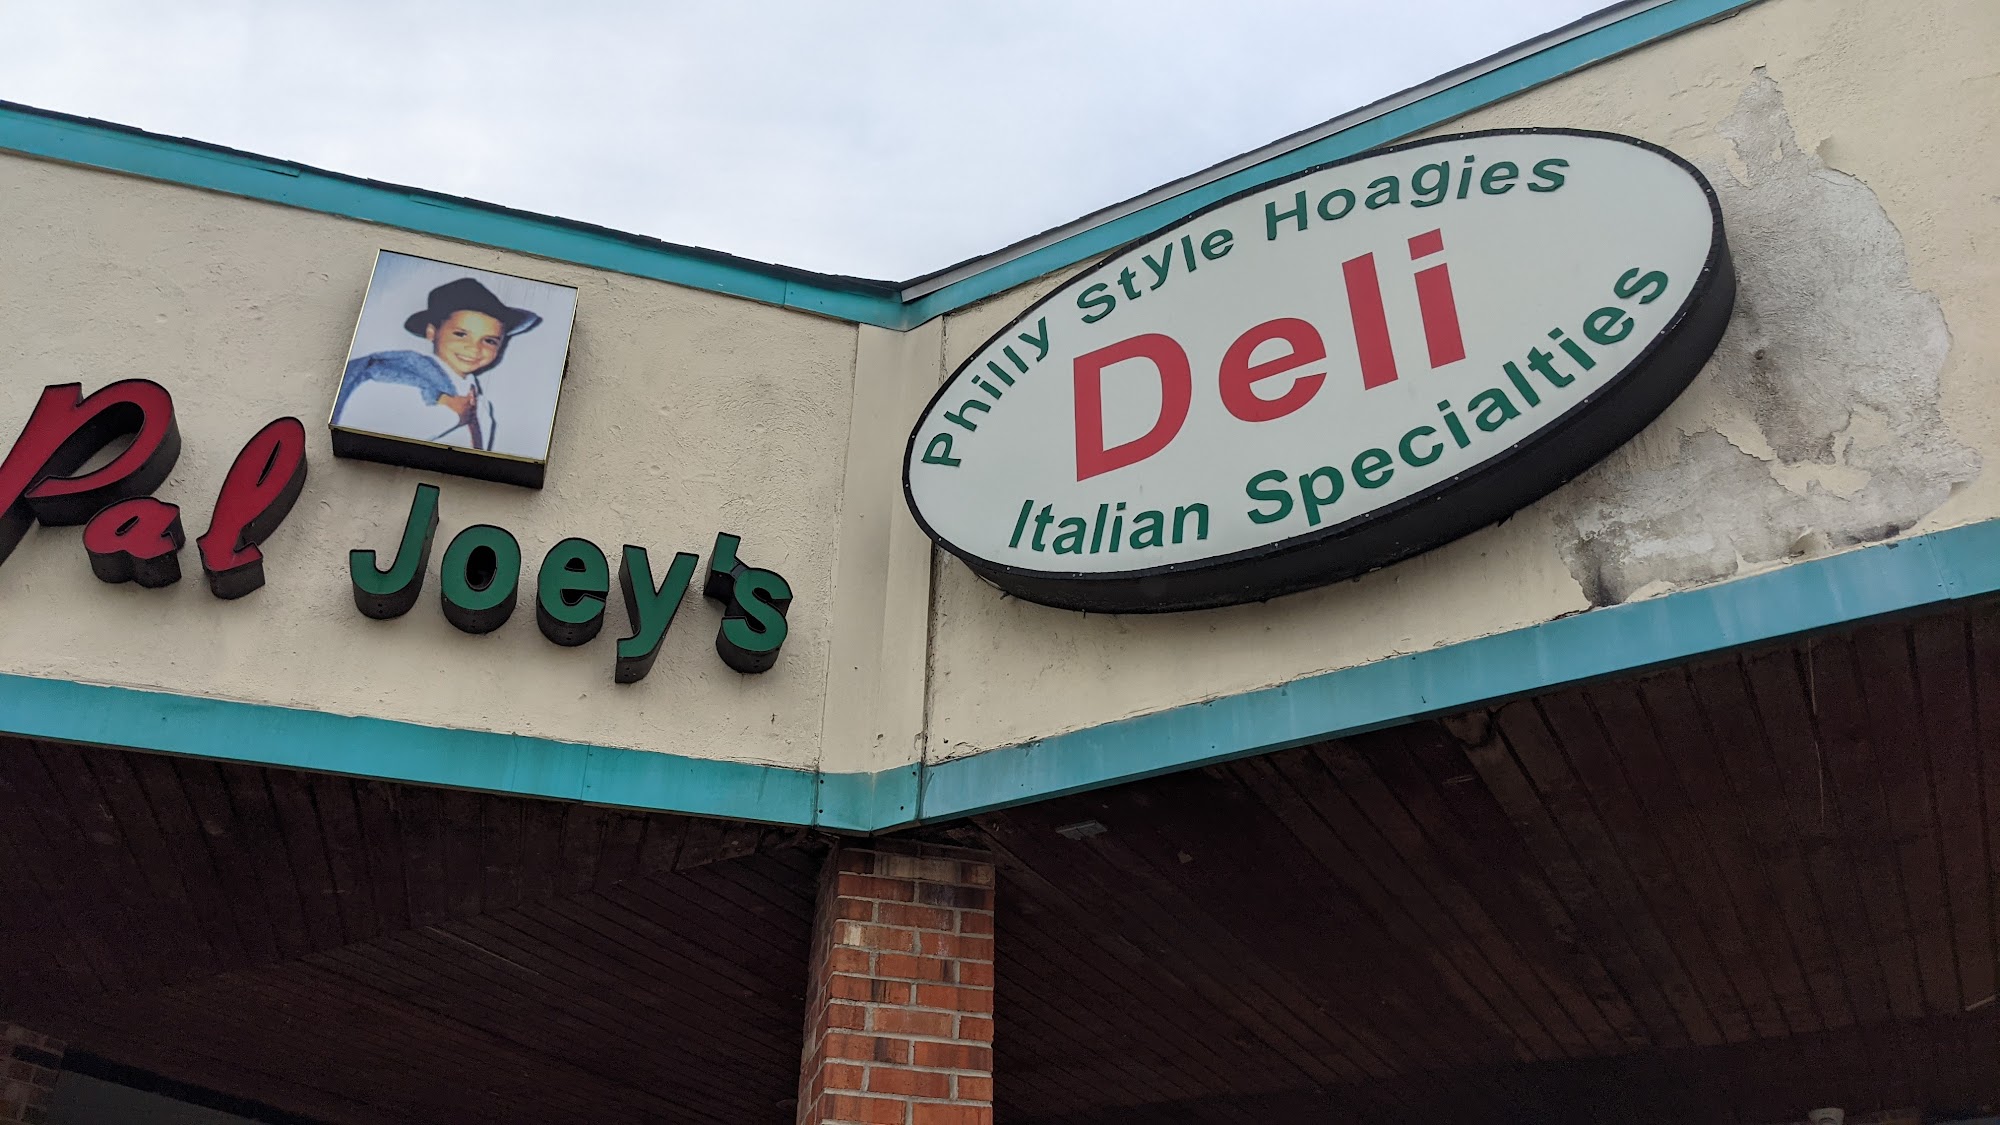 Pal Joey's
Philly Style Hoagies
Deli
Italian Specialties